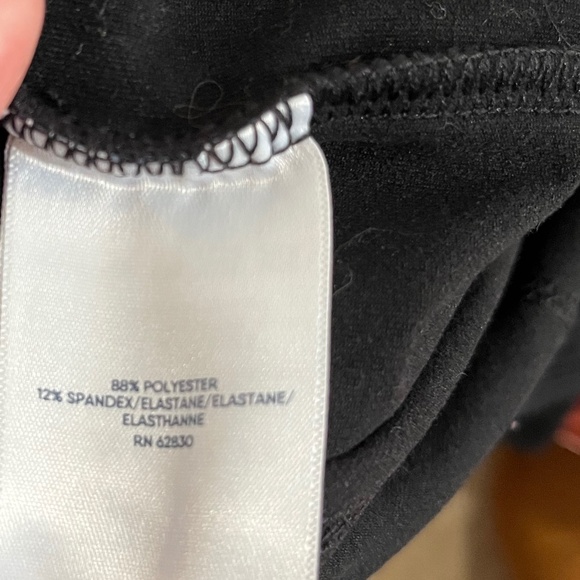 88% POLYESTER
12% SPANDEX/ELASTANE/ELASTANE/
ELASTHANNE
RN 62830